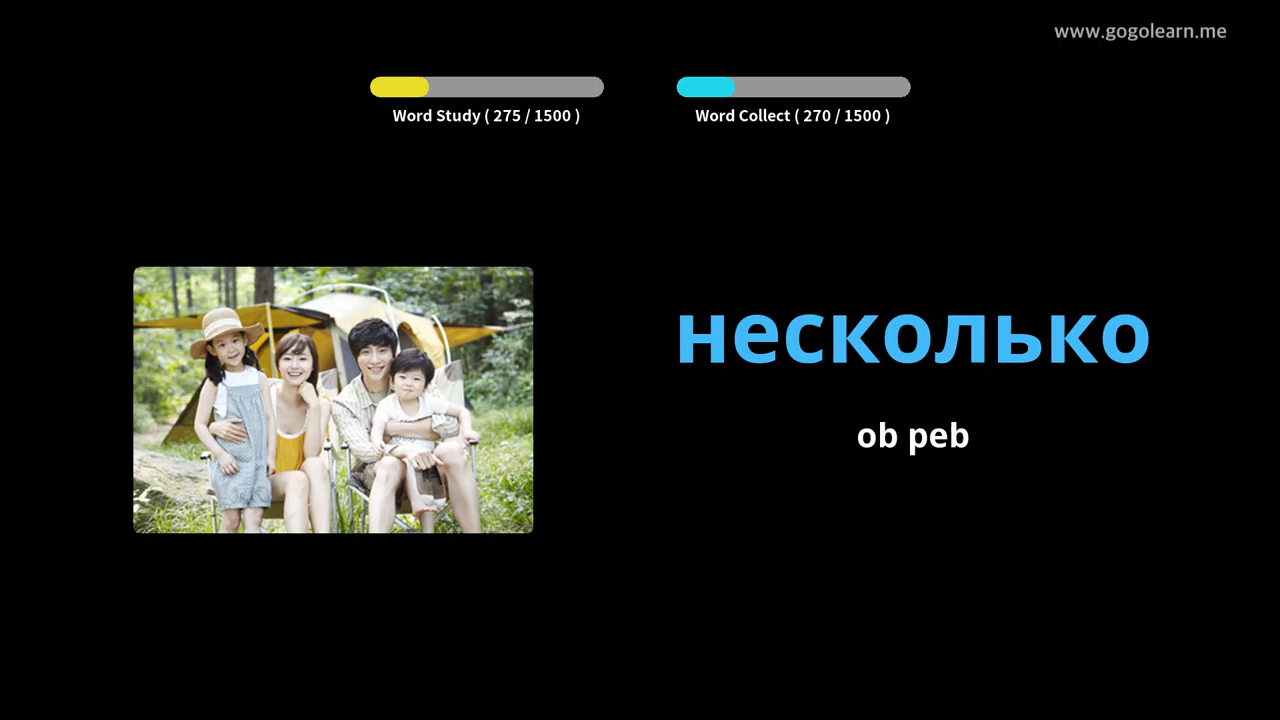 www.gogolearn.me
Word Study ( 275 / 1500 )
Word Collect ( 270 / 1500 )
несколько
ob peb